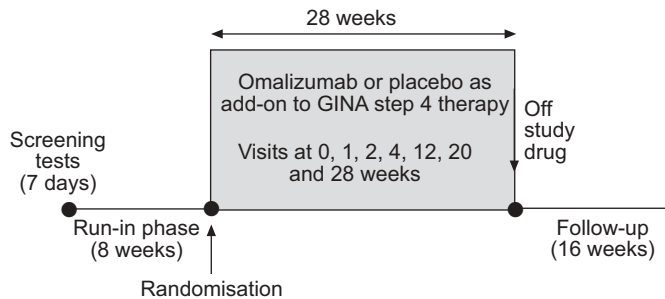 28 weeks
Omalizumab or placebo as
add-on to GINA step 4 therapy
Visits at 0, 1, 2, 4, 12, 20
and 28 weeks
Off
study
drug
Screening
tests
(7 days)
Run-in phase
(8 weeks)
Follow-up
(16 weeks)
Randomisation